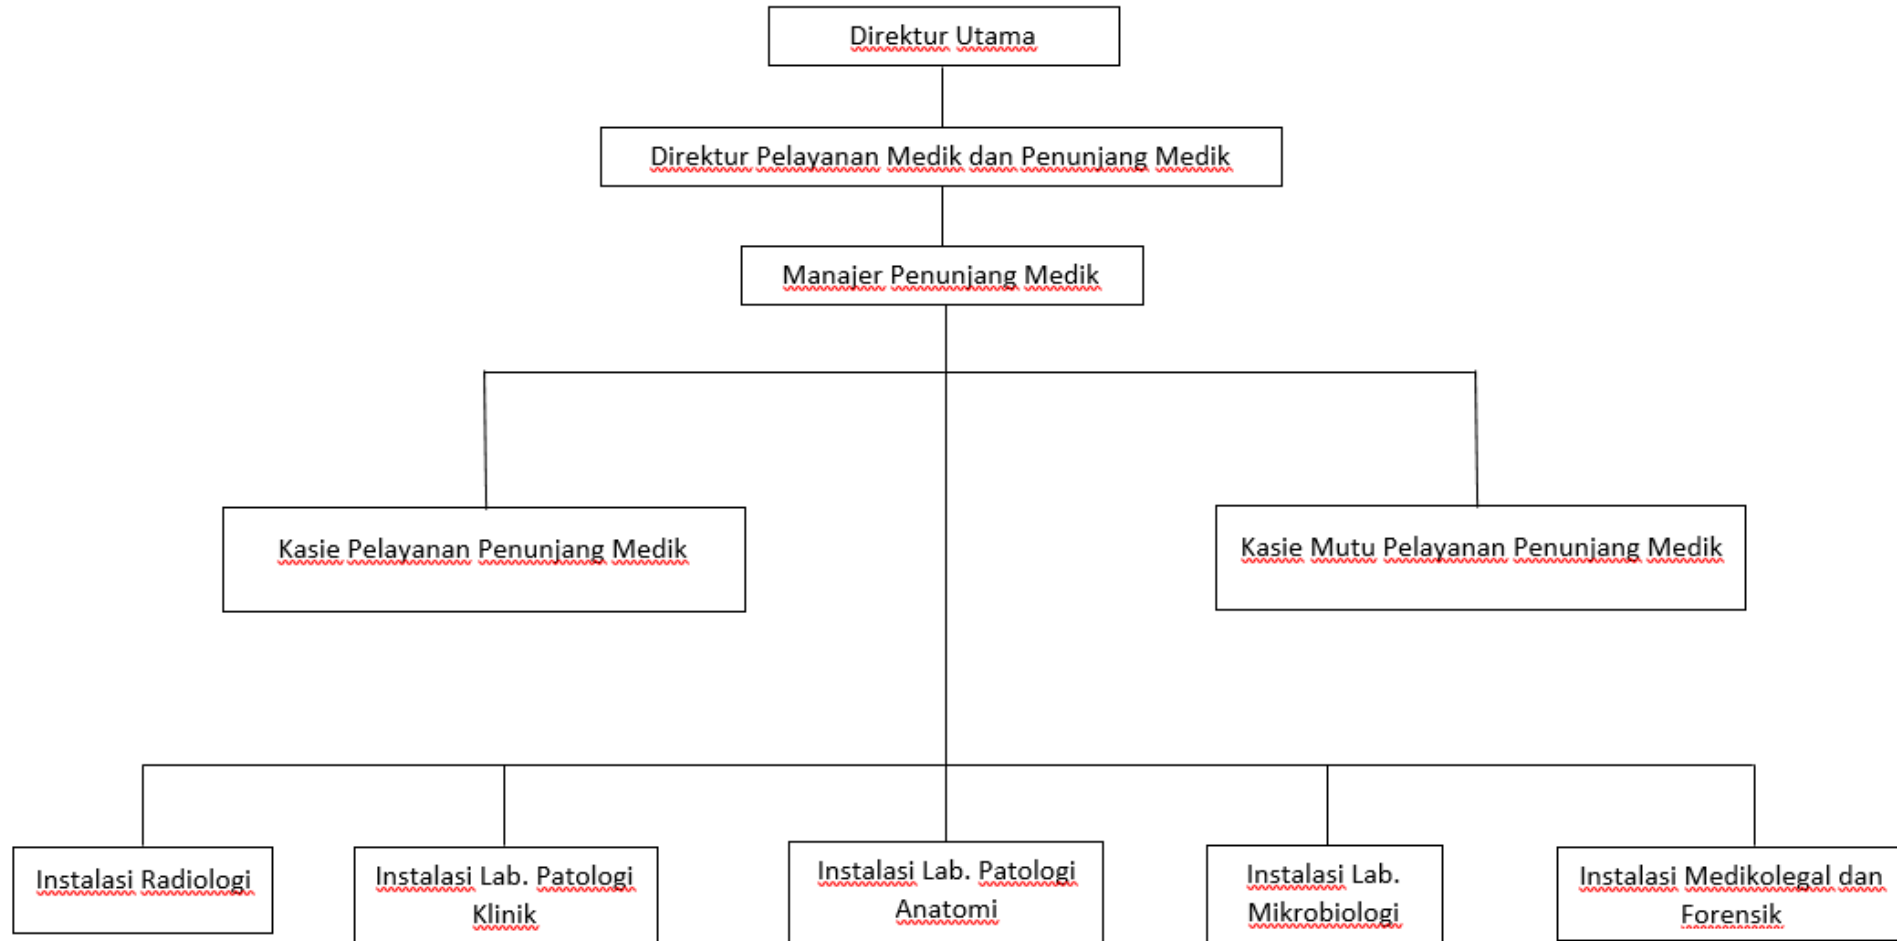 Direktur Utama
Direktur Pelayanan Medik dan Penunjang Medik
Manajer Penunjang Medik
Kasie Pelayanan Penunjang Medik
Kasie Mutu Pelayanan Penunjang Medik
Instalasi Radiologi
Instalasi Lab. Patologi
Klinik
Instalasi Lab. Patologi
Anatomi
Instalasi Lab.
Mikrobiologi
Instalasi Medikolegal dan
Forensik